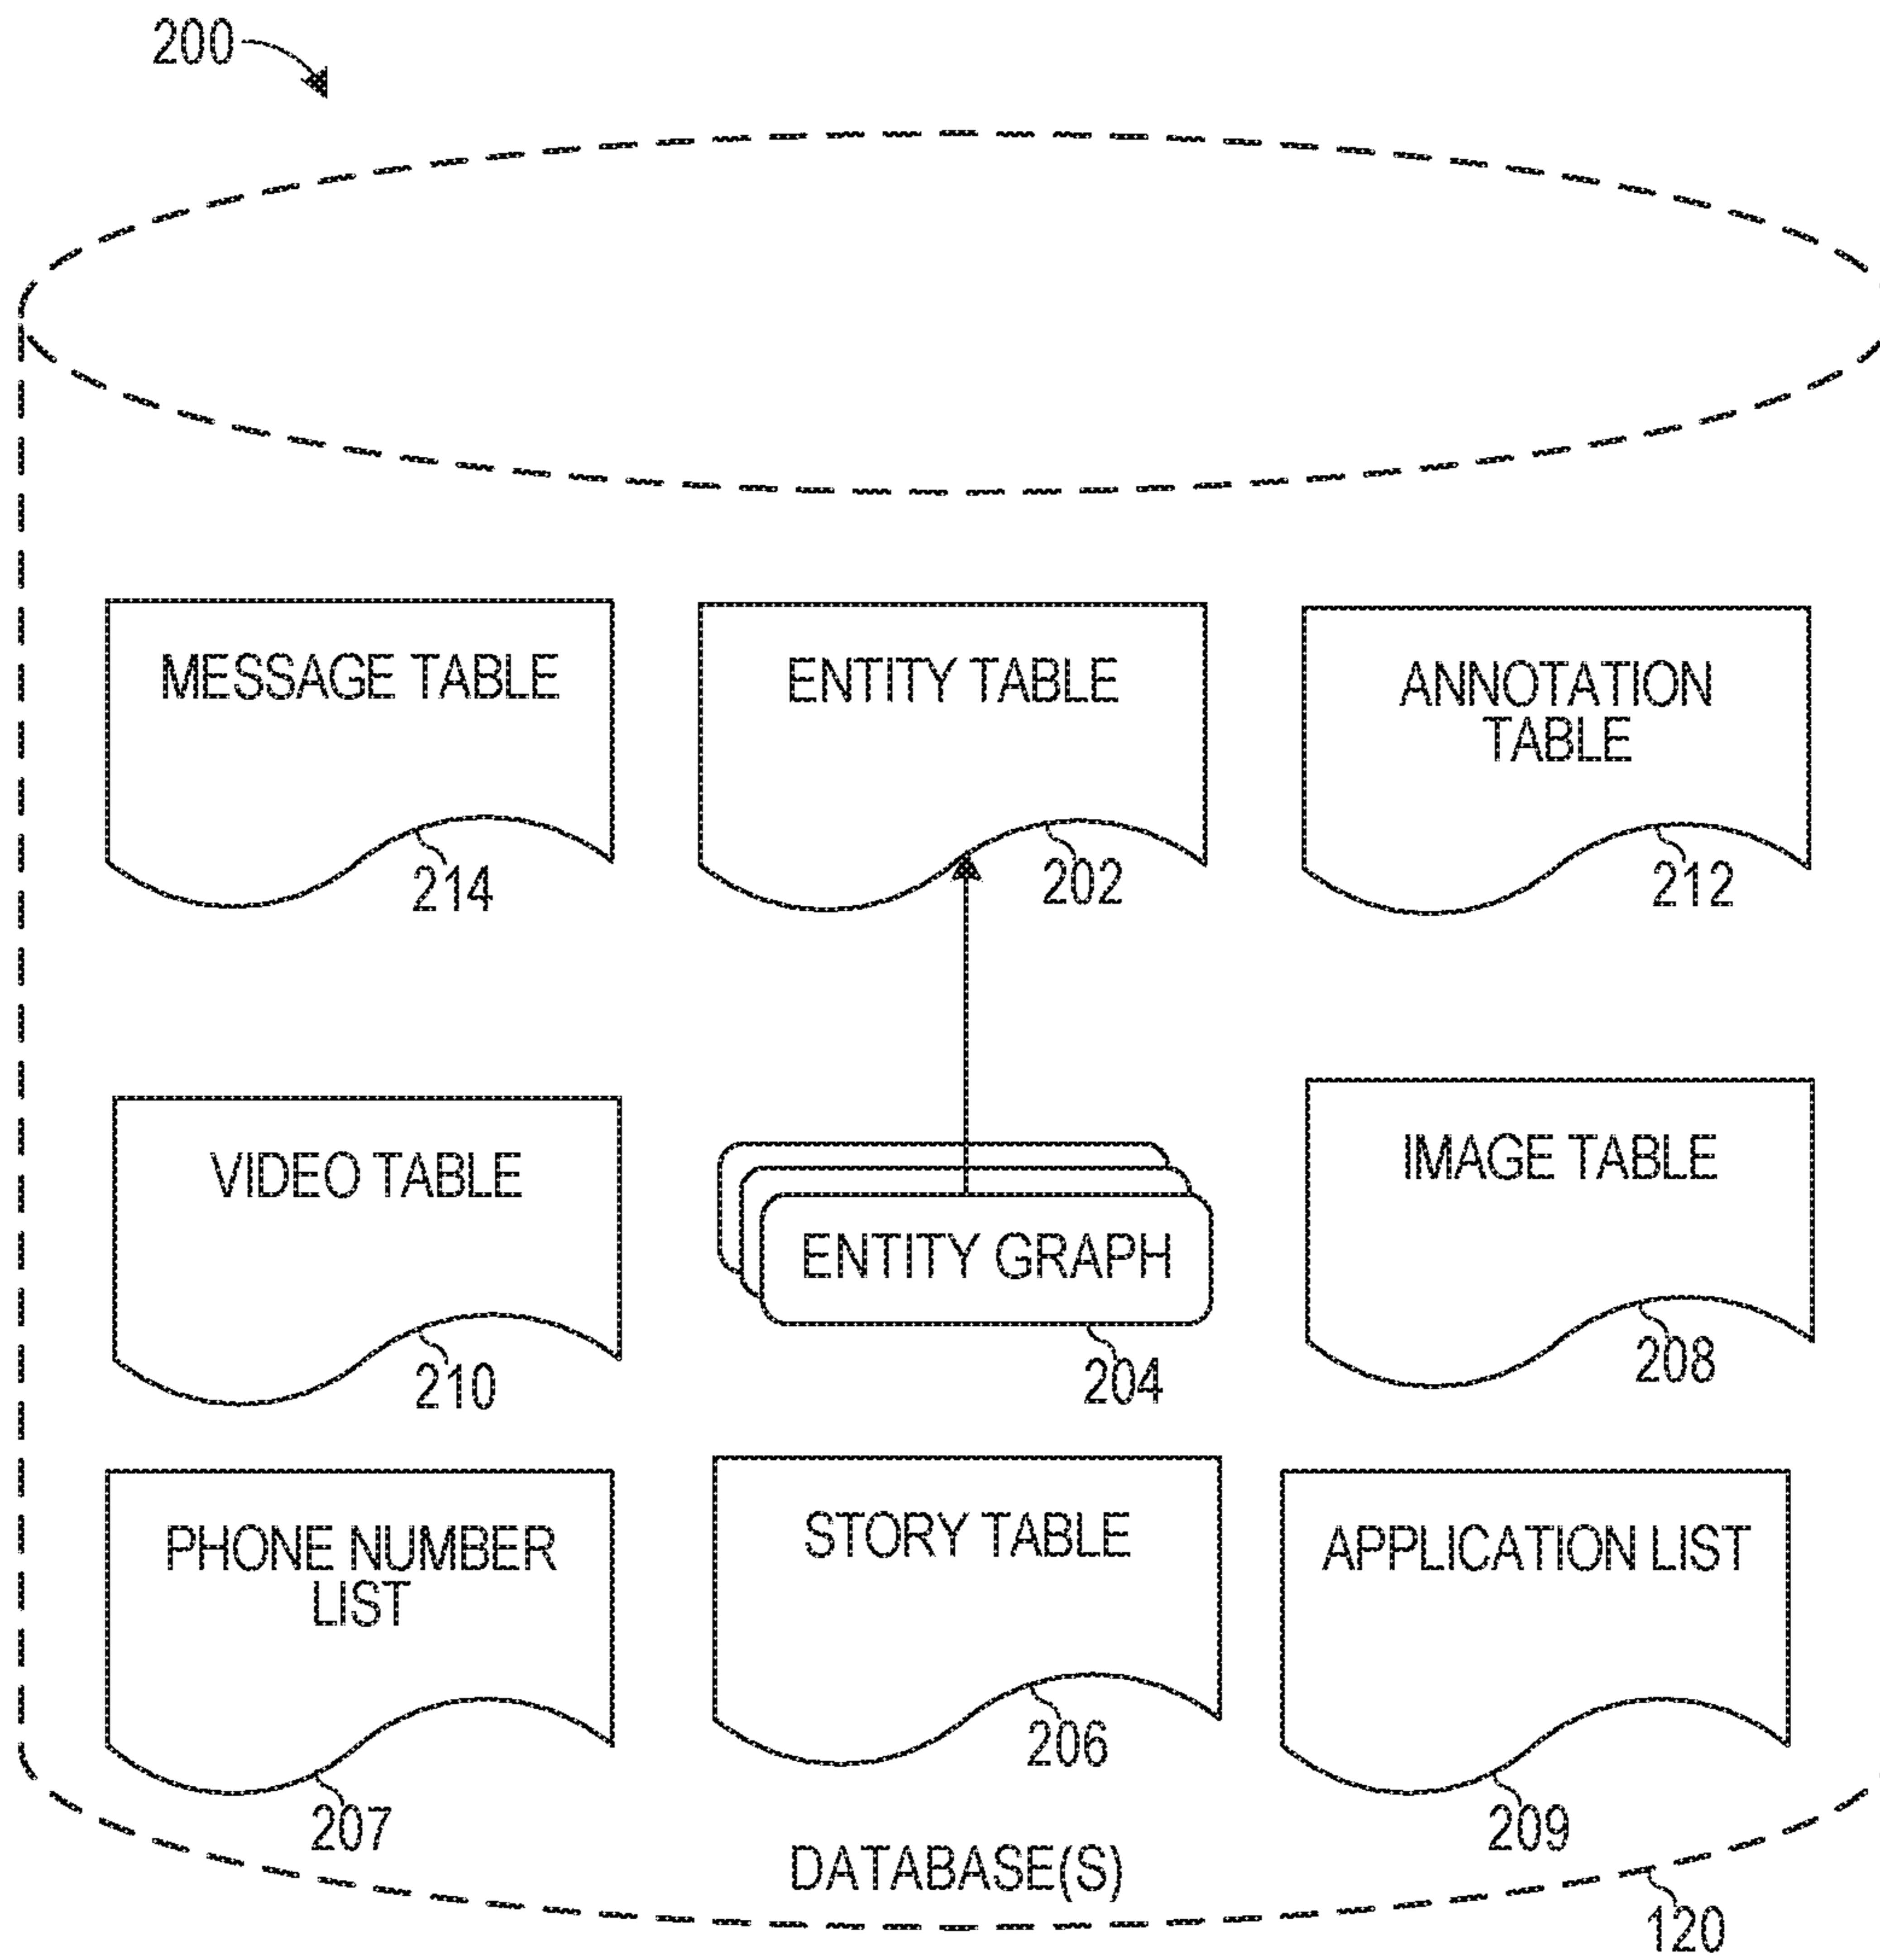 200
MESSAGE TABLE
ENTITY TABLE
ANNOTATION
TABLE
214
202
212
VIDEO TABLE
ENTITY GRAPH
IMAGE TABLE
210
204
208
PHONE NUMBER
LIST
STORY TABLE
APPLICATION LIST
207
206
209
DATABASE(S)
120